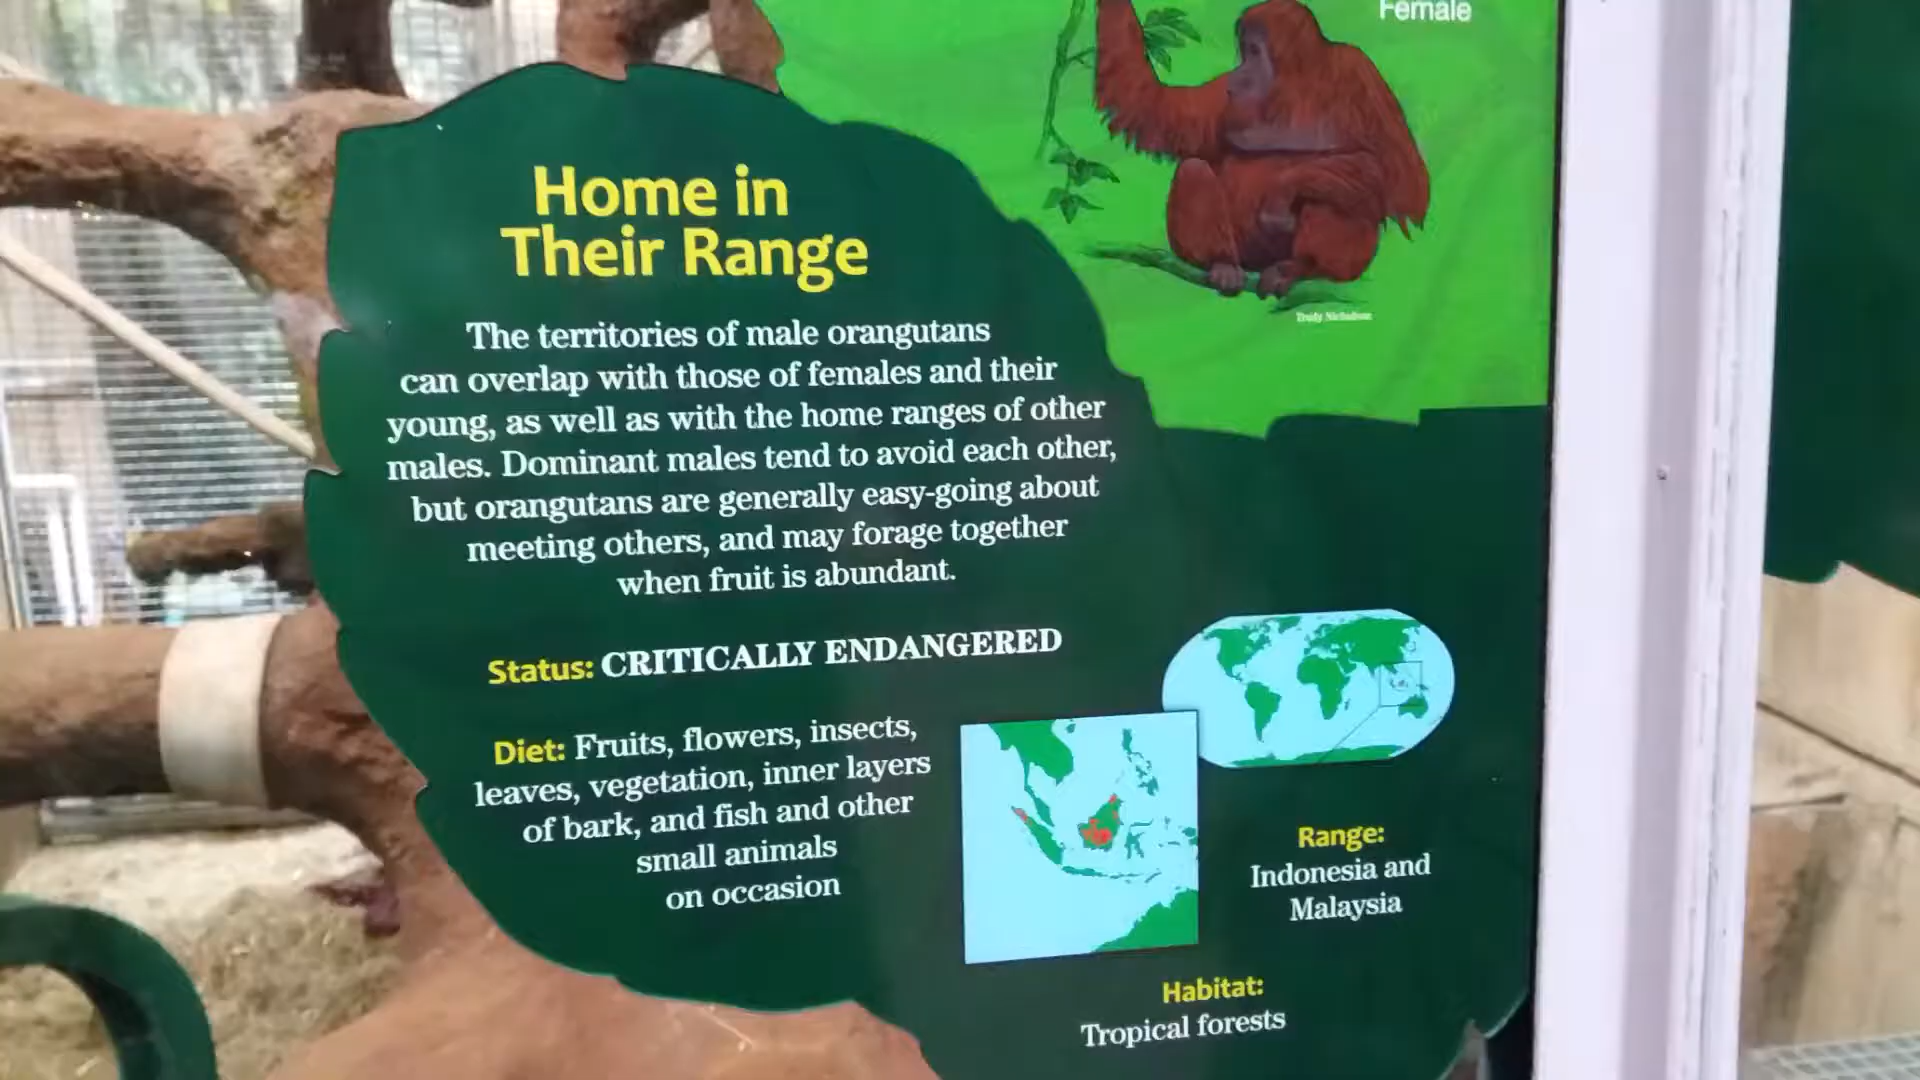 Female
Trudy Nicholson
Home in
Their Range
The territories of male orangutans
can overlap with those of females and their
young, as well as with the home ranges of other
males. Dominant males tend to avoid each other,
but orangutans are generally easy-going about
meeting others, and may forage together
when fruit is abundant.
Status: CRITICALLY ENDANGERED
Diet: Fruits, flowers, insects,
leaves, vegetation, inner layers
of bark, and fish and other
small animals
on occasion
Range:
Indonesia and
Malaysia
Habitat:
Tropical forests